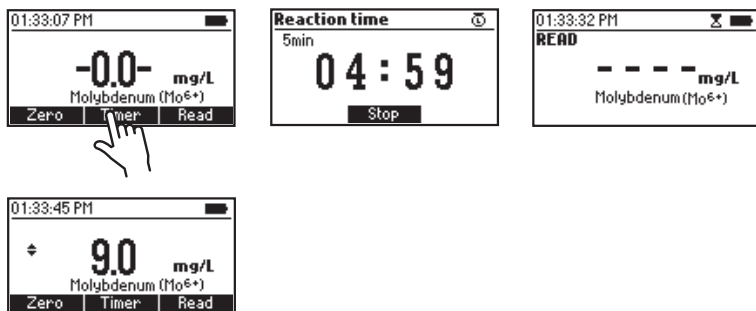 01:33:07 PM
-0.0- mg/L
Molybdenum (Mo6+)
Zero Timer Read
Reaction time
5min
04:59
Stop
01:33:32 PM
READ
---- mg/L
Molybdenum (Mo6+)
01:33:45 PM
9.0 mg/L
Molybdenum (Mo6+)
Zero Timer Read